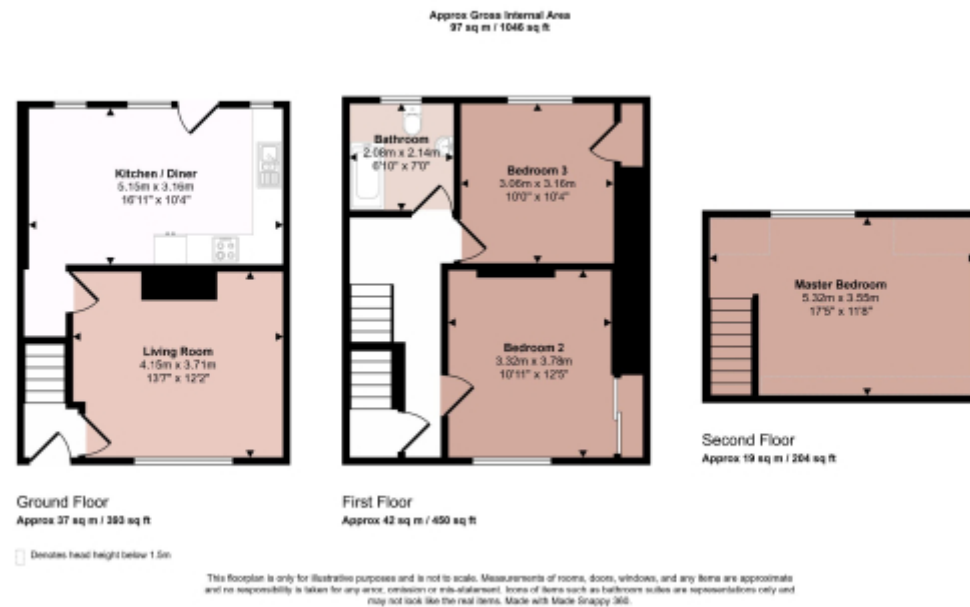 Approx Gross Internal Area
97 sq m / 1046 sq ft
Kitchen / Diner
5.15m x 3.16m
16'11" x 10'4"
Living Room
4.15m x 3.71m
13'7" x 12'2"
Ground Floor
Approx 37 sq m / 393 sq ft
Denotes head height below 1.5m
Bathroom
2.08m x 2.14m
6'10" x 7'0"
Bedroom 3
3.06m x 3.16m
10'0" x 10'4"
Bedroom 2
3.32m x 3.78m
10'11" x 12'5"
First Floor
Approx 42 sq m / 450 sq ft
Master Bedroom
5.32m x 3.55m
17'5" x 11'8"
Second Floor
Approx 19 sq m / 204 sq ft
This floorplan is only for illustrative purposes and is not to scale. Measurements of rooms, doors, windows, and any items are approximate
and no responsibility is taken for any error, omission or mis-statement. Icons of items such as bathroom suites are representations only and
may not look like the real items. Made with Made Snappy 360.